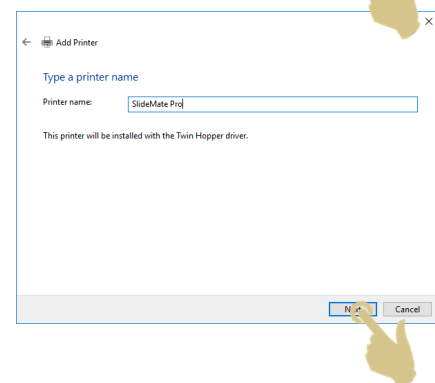 Add Printer
Type a printer name
Printer name: SlideMate Pro
This printer will be installed with the Twin Hopper driver.
Cancel